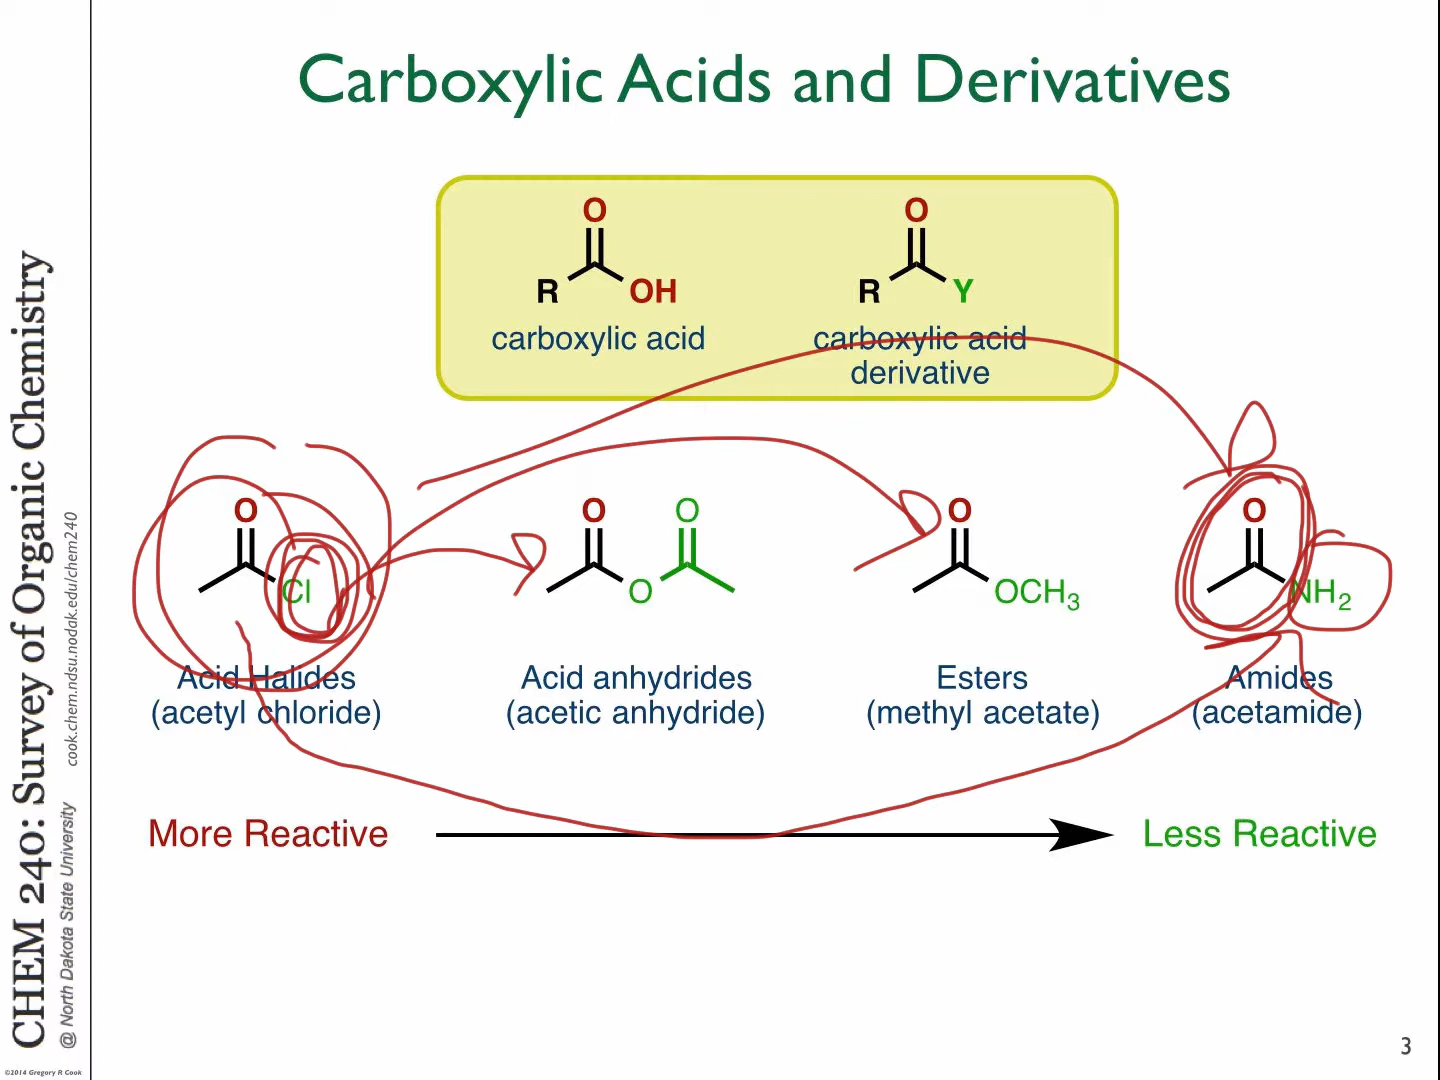 Carboxylic Acids and Derivatives
O
R
OH
carboxylic acid
O
R
Y
carboxylic acid
derivative
O
Cl
Acid Halides
(acetyl chloride)
O
O
O
Acid anhydrides
(acetic anhydride)
O
OCH₃
Esters
(methyl acetate)
O
NH₂
Amides
(acetamide)
More Reactive
Less Reactive
CHEM 240: Survey of Organic Chemistry
@ North Dakota State University
cook.chem.ndsu.nodak.edu/chem240
©2014 Gregory R Cook
3